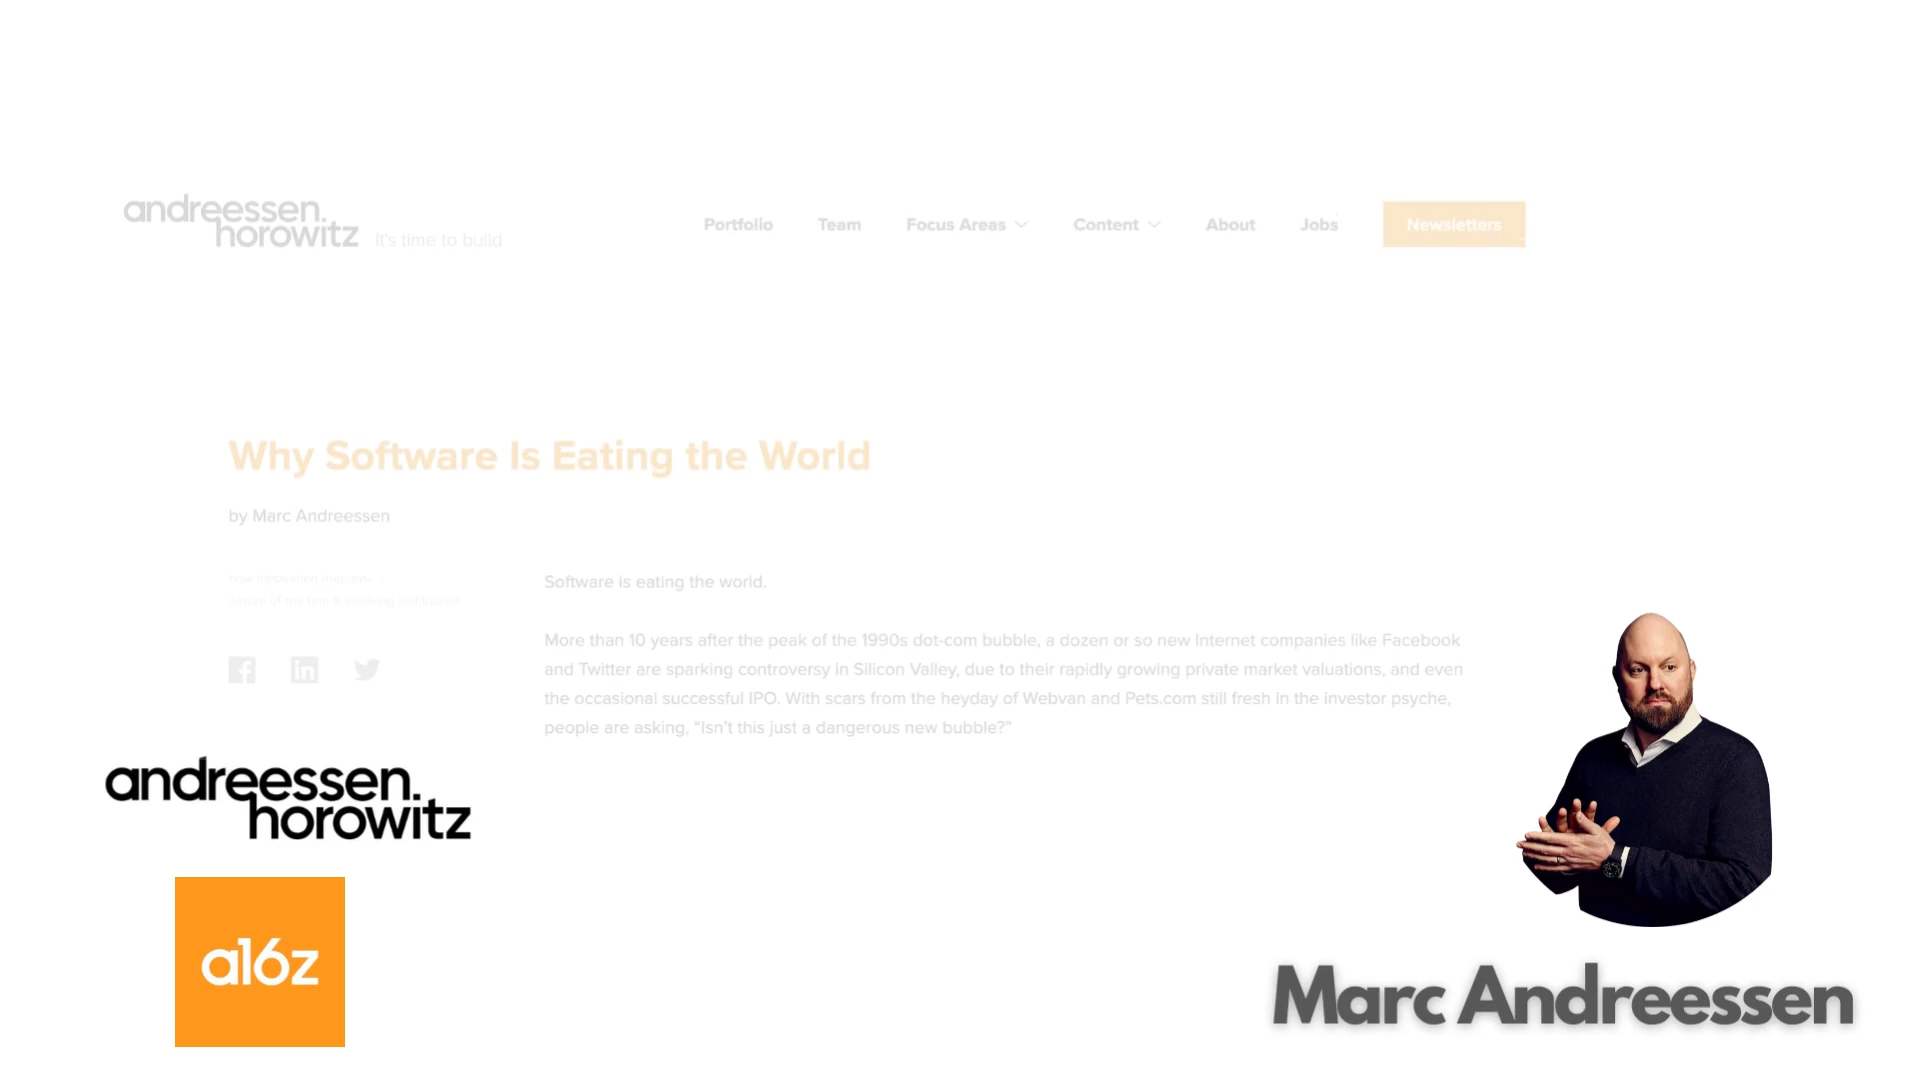 andreessen.
horowitz
It's time to build
Portfolio Team Focus Areas Content About Jobs Newsletters
Why Software Is Eating the World
by Marc Andreessen
Software is eating the world.
More than 10 years after the peak of the 1990s dot-com bubble, a dozen or so new Internet companies like Facebook
and Twitter are sparking controversy in Silicon Valley, due to their rapidly growing private market valuations, and even
the occasional successful IPO. With scars from the heyday of Webvan and Pets.com still fresh in the investor psyche,
people are asking, “Isn’t this just a dangerous new bubble?”
andreessen.
horowitz
a16z
Marc Andreessen